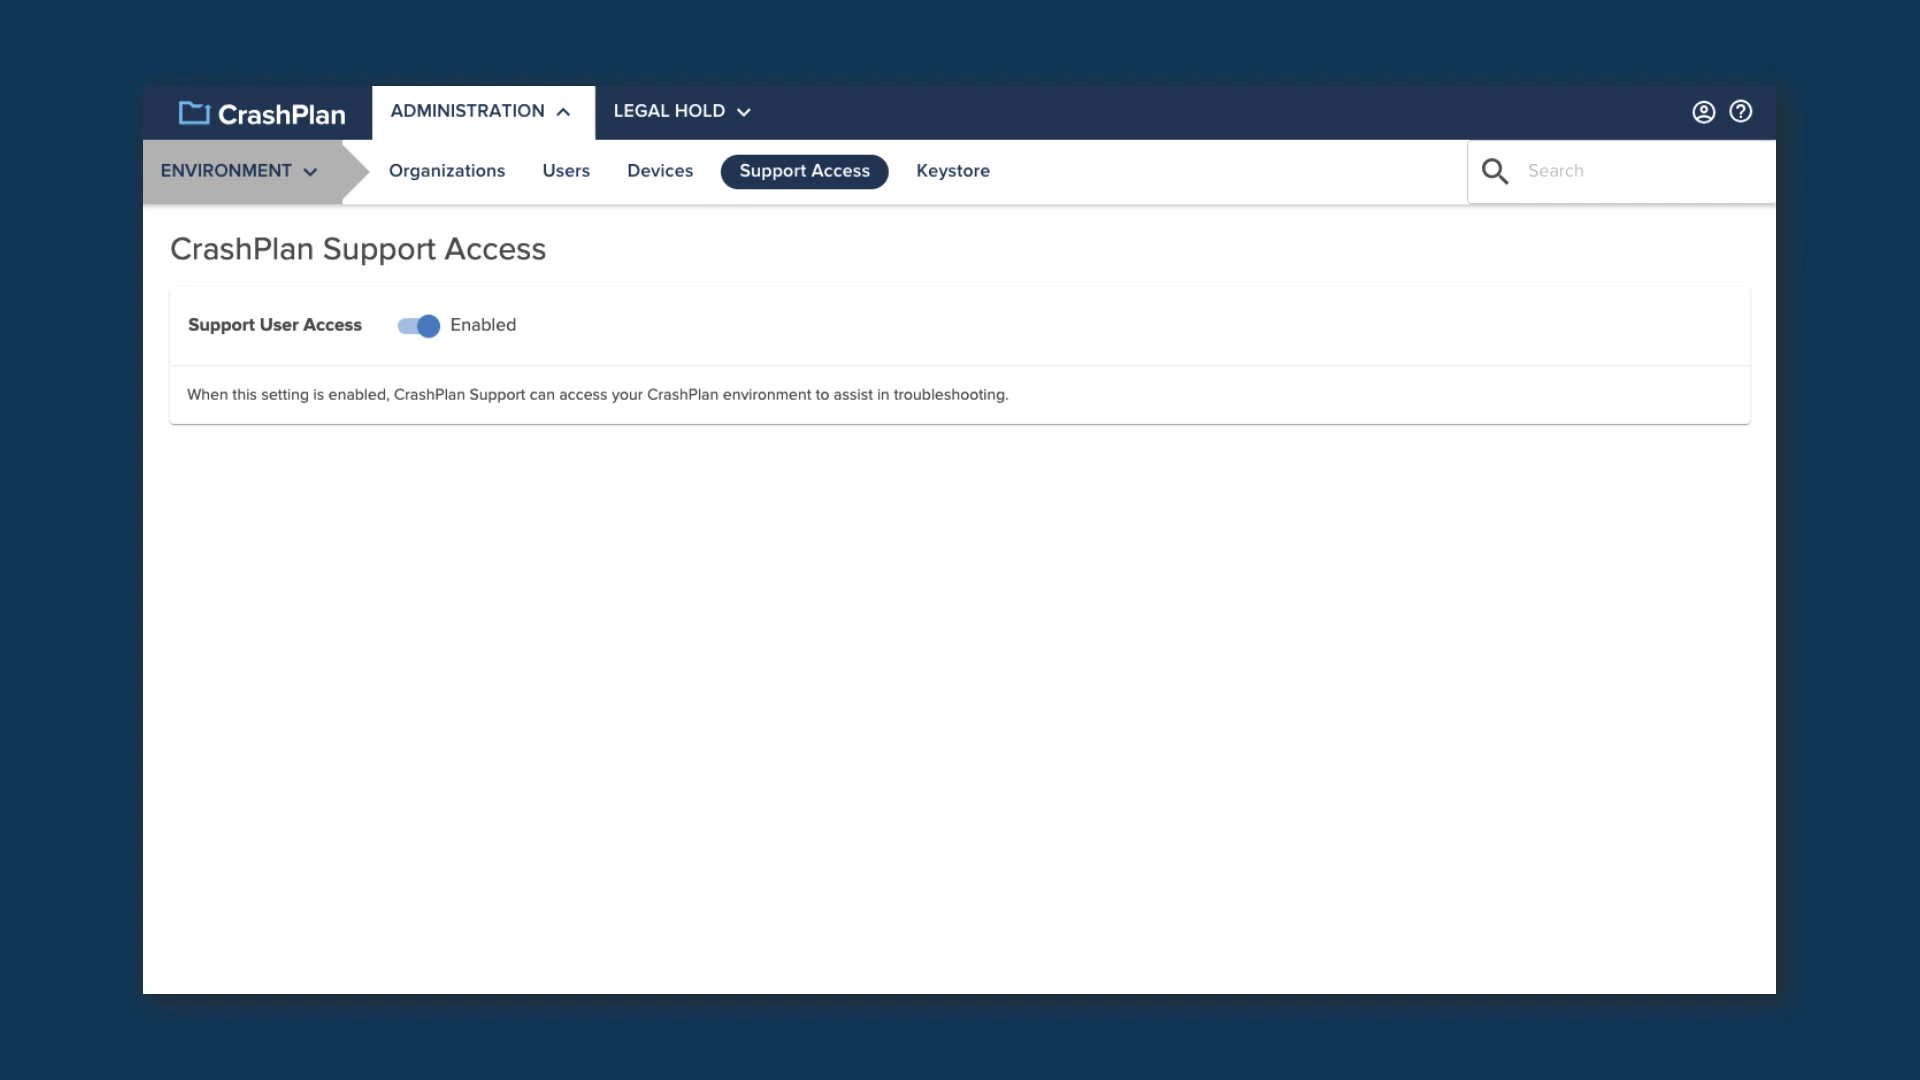 CrashPlan
ADMINISTRATION
LEGAL HOLD
ENVIRONMENT
Organizations
Users
Devices
Support Access
Keystore
Search
CrashPlan Support Access
Support User Access
Enabled
When this setting is enabled, CrashPlan Support can access your CrashPlan environment to assist in troubleshooting.